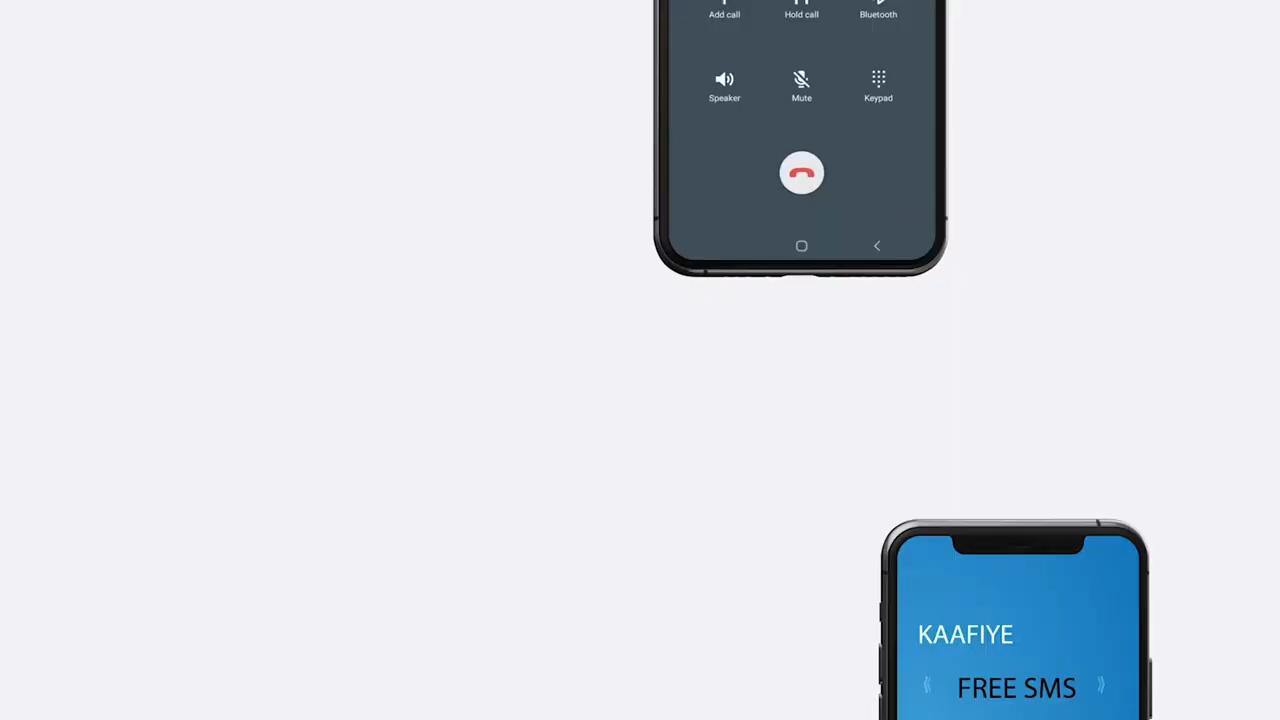 Add call Hold call Bluetooth
Speaker Mute Keypad
KAAFIYE
FREE SMS